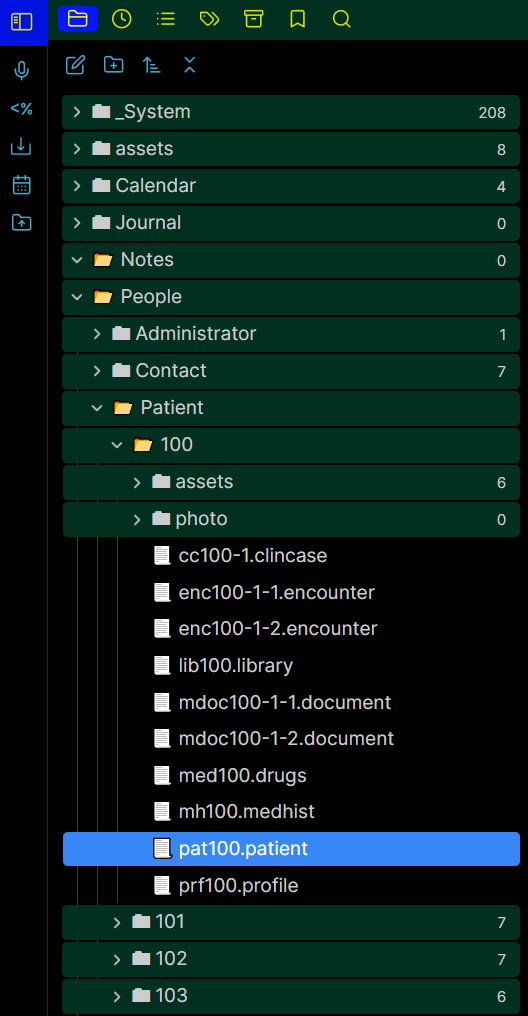 _System 208
<% assets 8
Calendar 4
Journal 0
Notes 0
People
Administrator 1
Contact 7
Patient
100
assets 6
photo 0
cc100-1.clincase
enc100-1-1.encounter
enc100-1-2.encounter
lib100.library
mdoc100-1-1.document
mdoc100-1-2.document
med100.drugs
mh100.medhist
pat100.patient
prf100.profile
101 7
102 7
103 6